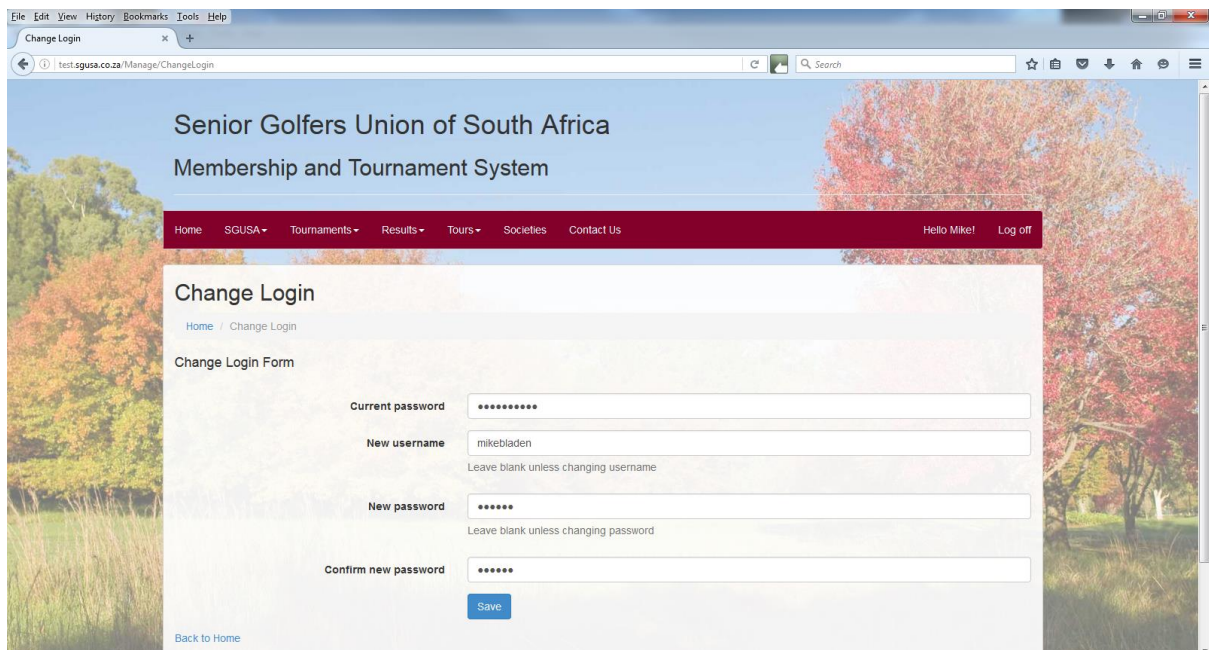 File Edit View History Bookmarks Tools Help
Change Login × +
test.sgusa.co.za/Manage/ChangeLogin Search
Senior Golfers Union of South Africa
Membership and Tournament System
Home SGUSA Tournaments Results Tours Societies Contact Us Hello Mike! Log off
Change Login
Home / Change Login
Change Login Form
Current password ••••••••••
New username mikebladen
Leave blank unless changing username
New password ••••••
Leave blank unless changing password
Confirm new password ••••••
Save
Back to Home